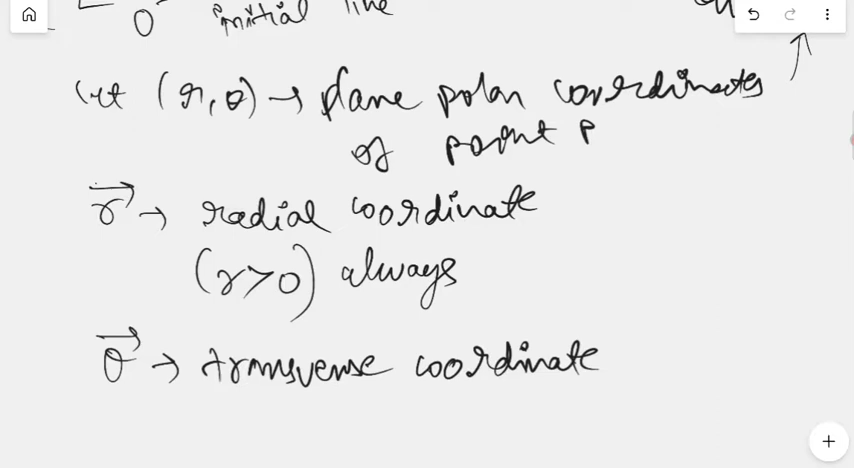 O initial line
Let (r, θ) → plane polar coordinates
of point P
r⃗ → radial coordinate
(r>0) always
θ⃗ → transverse coordinate